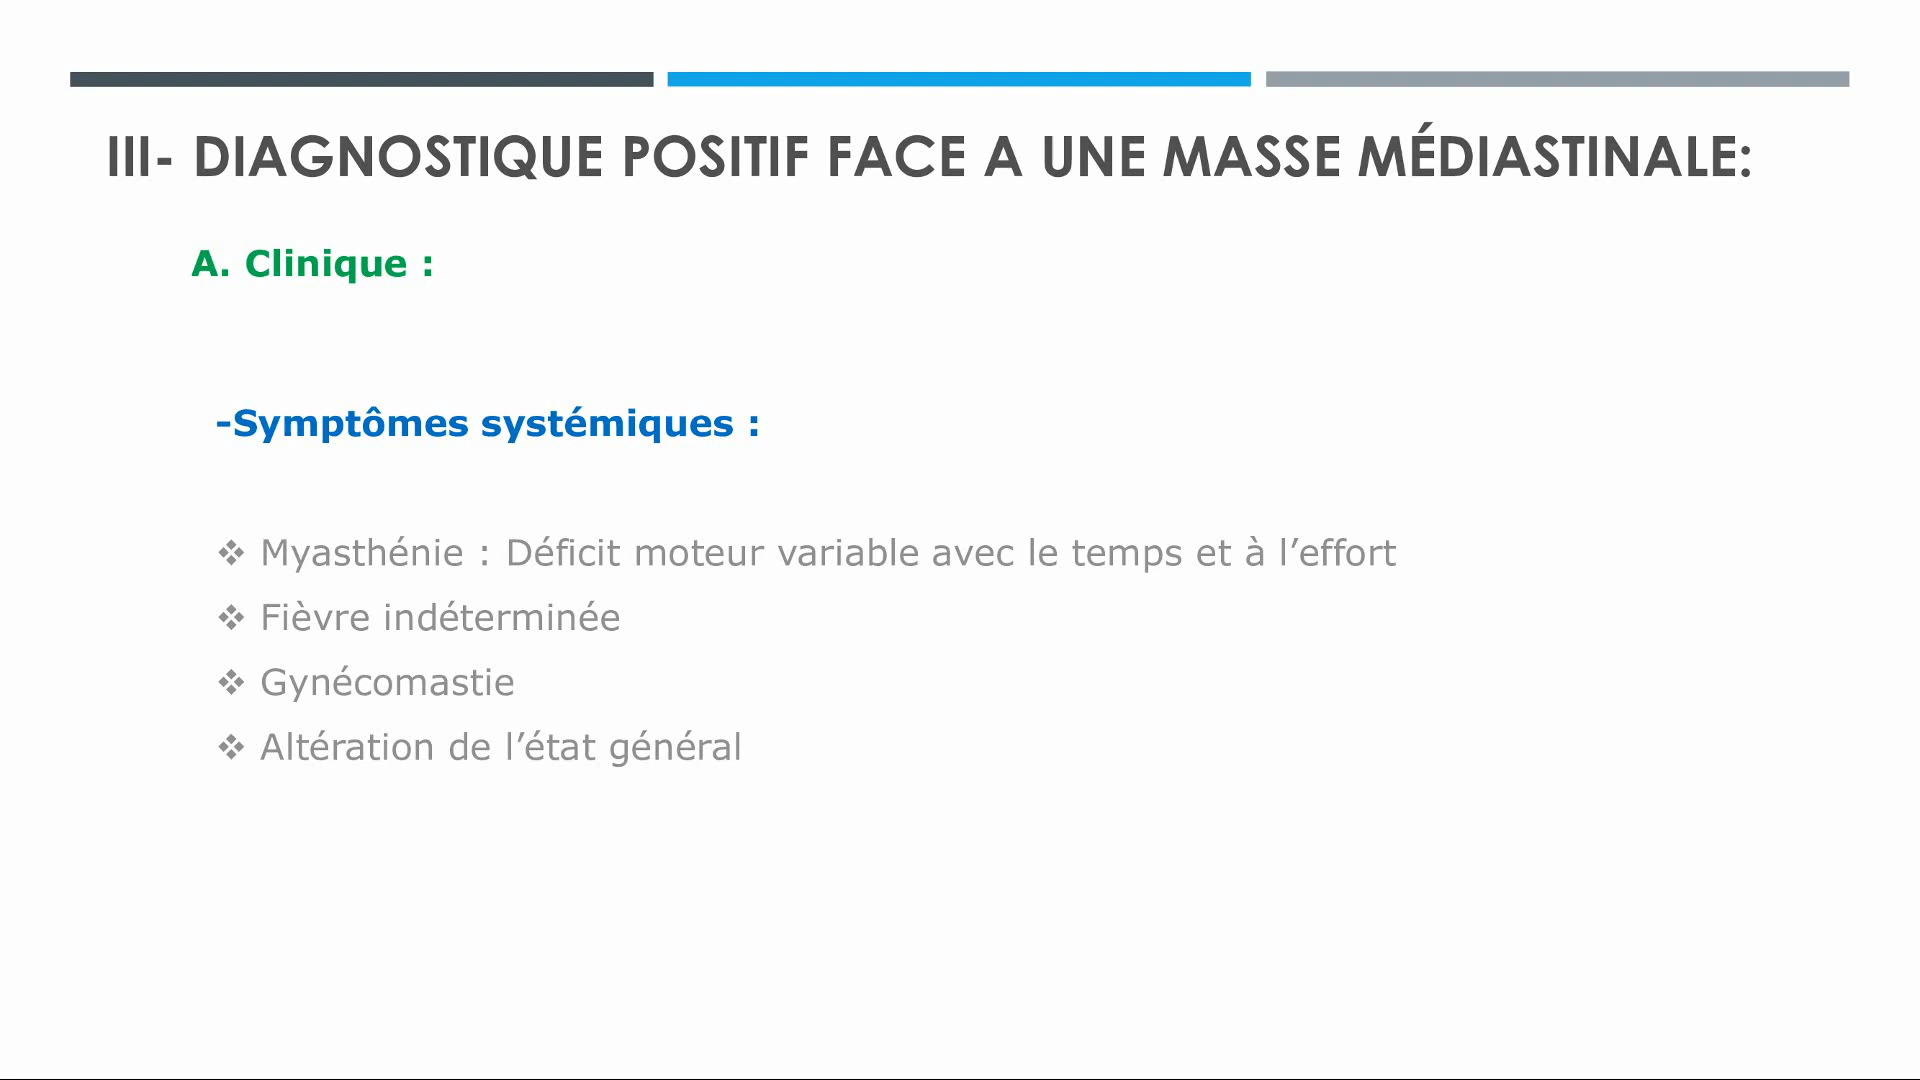 III- DIAGNOSTIQUE POSITIF FACE A UNE MASSE MÉDIASTINALE:
A. Clinique :
-Symptômes systémiques :
❖ Myasthénie : Déficit moteur variable avec le temps et à l’effort
❖ Fièvre indéterminée
❖ Gynécomastie
❖ Altération de l’état général